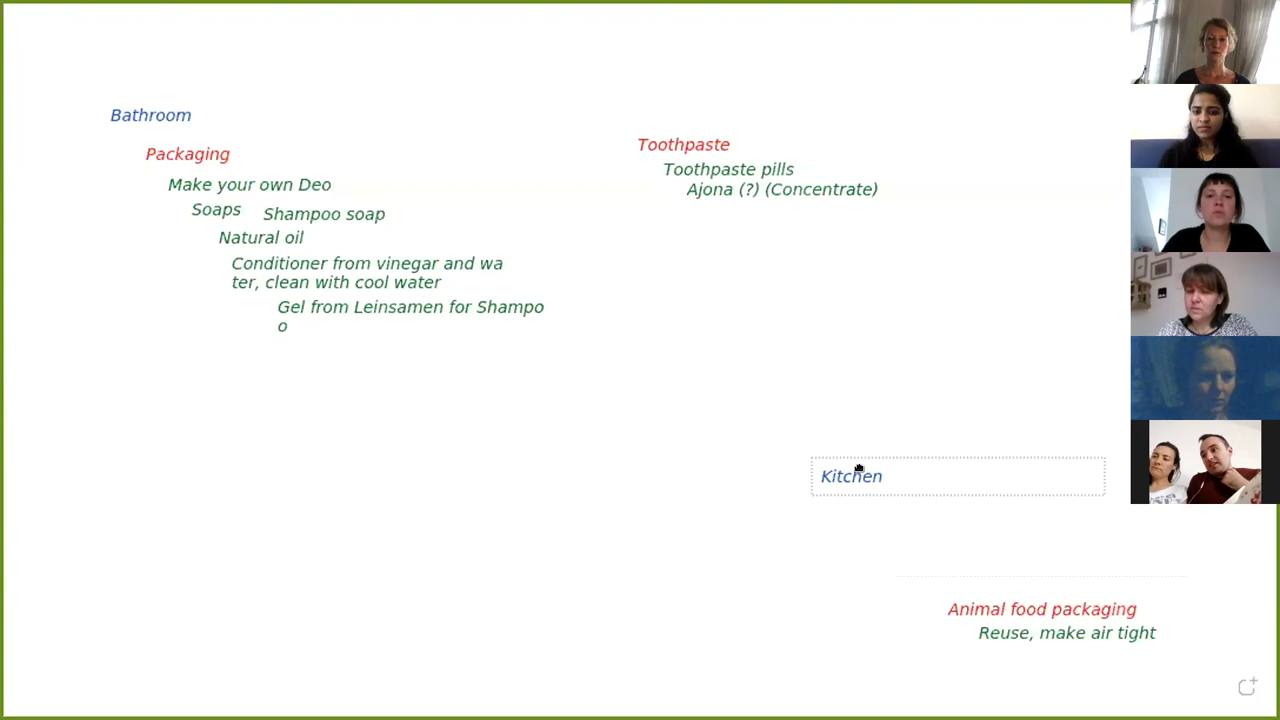 Bathroom
Packaging
Make your own Deo
Soaps
Shampoo soap
Natural oil
Conditioner from vinegar and wa
ter, clean with cool water
Gel from Leinsamen for Shampo
o
Toothpaste
Toothpaste pills
Ajona (?) (Concentrate)
Kitchen
Animal food packaging
Reuse, make air tight